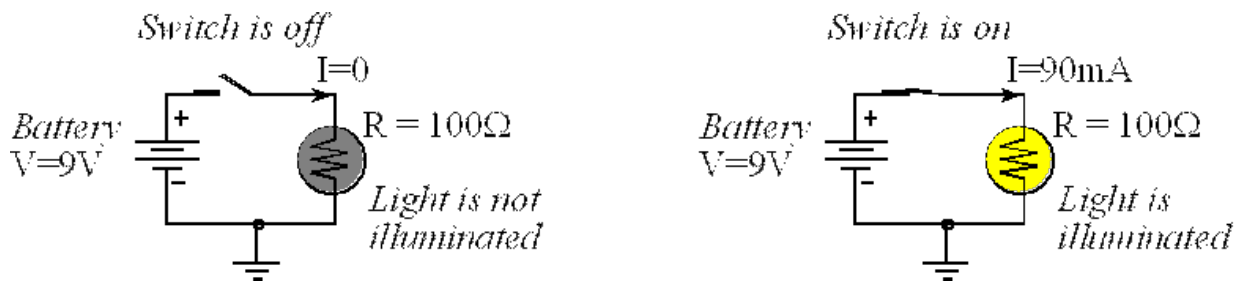 Switch is off
I=0
+
Battery
V=9V
-
R = 100Ω
Light is not
illuminated
Switch is on
I=90mA
+
Battery
V=9V
-
R = 100Ω
Light is
illuminated